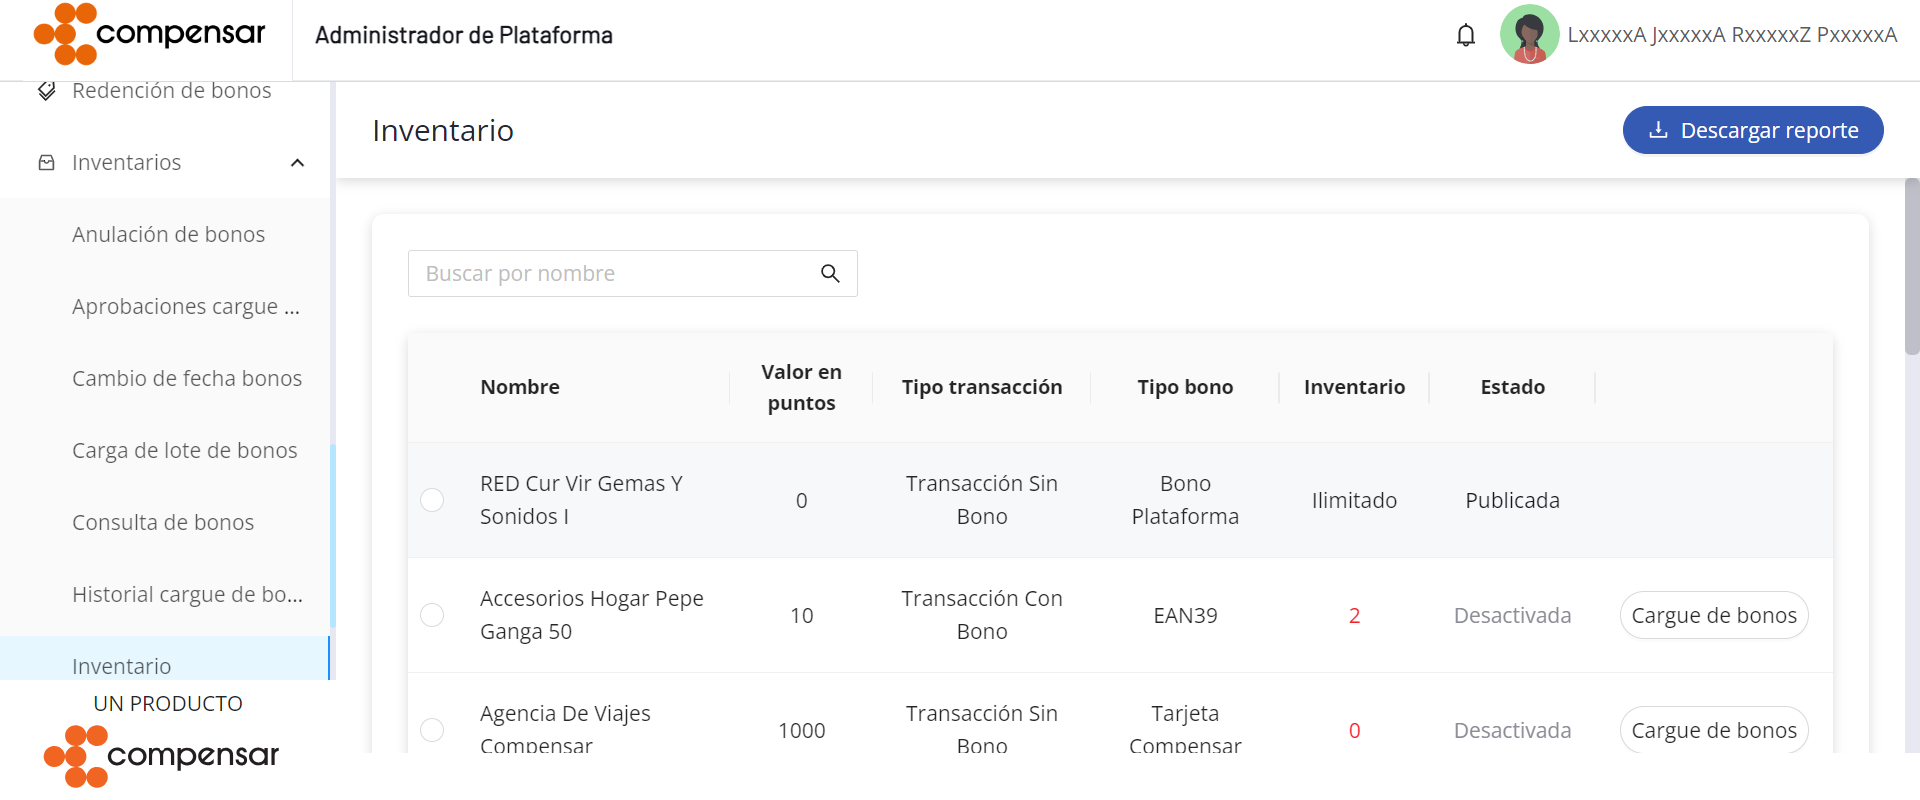 compensar
Administrador de Plataforma
LxxxxxA JxxxxxA RxxxxxZ PxxxxxA
Redención de bonos
Inventarios
Anulación de bonos
Aprobaciones cargue ...
Cambio de fecha bonos
Carga de lote de bonos
Consulta de bonos
Historial cargue de bo...
Inventario
UN PRODUCTO
compensar
Inventario
Descargar reporte
Buscar por nombre
Nombre
Valor en
puntos
Tipo transacción
Tipo bono
Inventario
Estado
RED Cur Vir Gemas Y
Sonidos I
0
Transacción Sin
Bono
Bono
Plataforma
Ilimitado
Publicada
Accesorios Hogar Pepe
Ganga 50
10
Transacción Con
Bono
EAN39
2
Desactivada
Cargue de bonos
Agencia De Viajes
Compensar
1000
Transacción Sin
Bono
Tarjeta
Compensar
0
Desactivada
Cargue de bonos